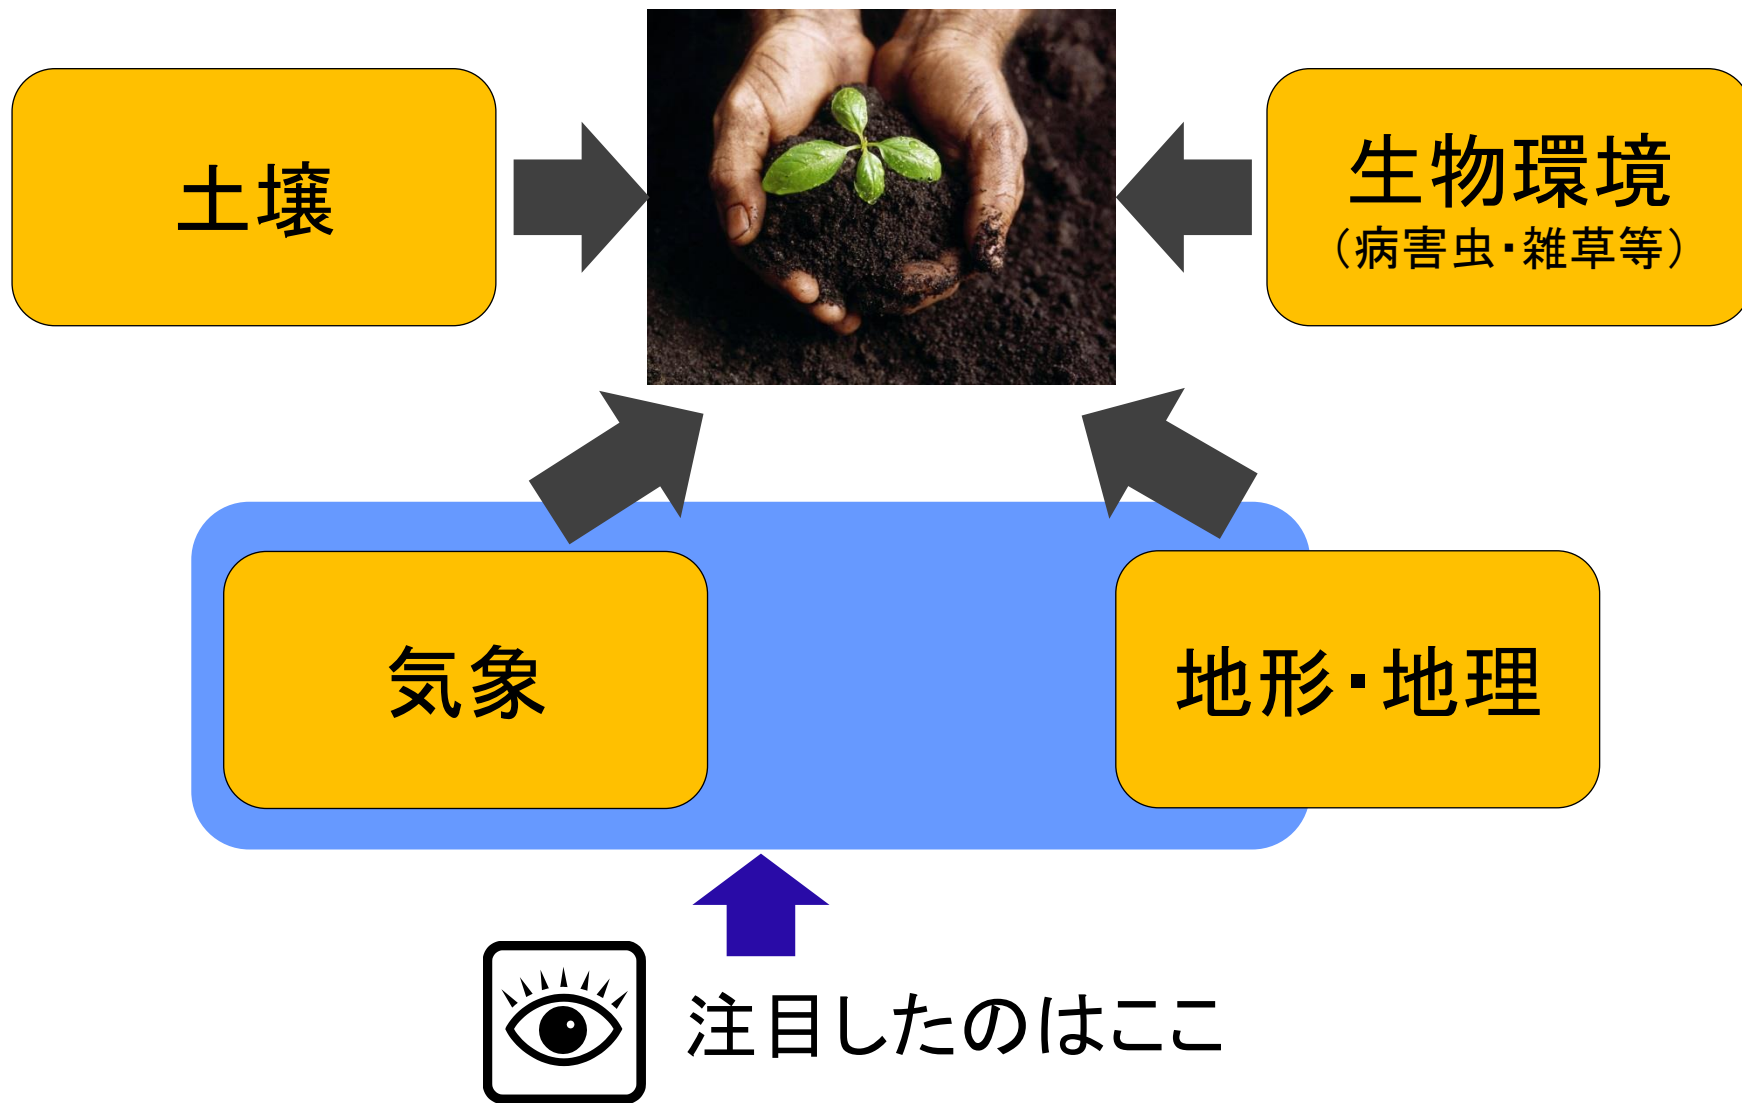 土壌
生物環境
（病害虫・雑草等）
気象
地形・地理
注目したのはここ